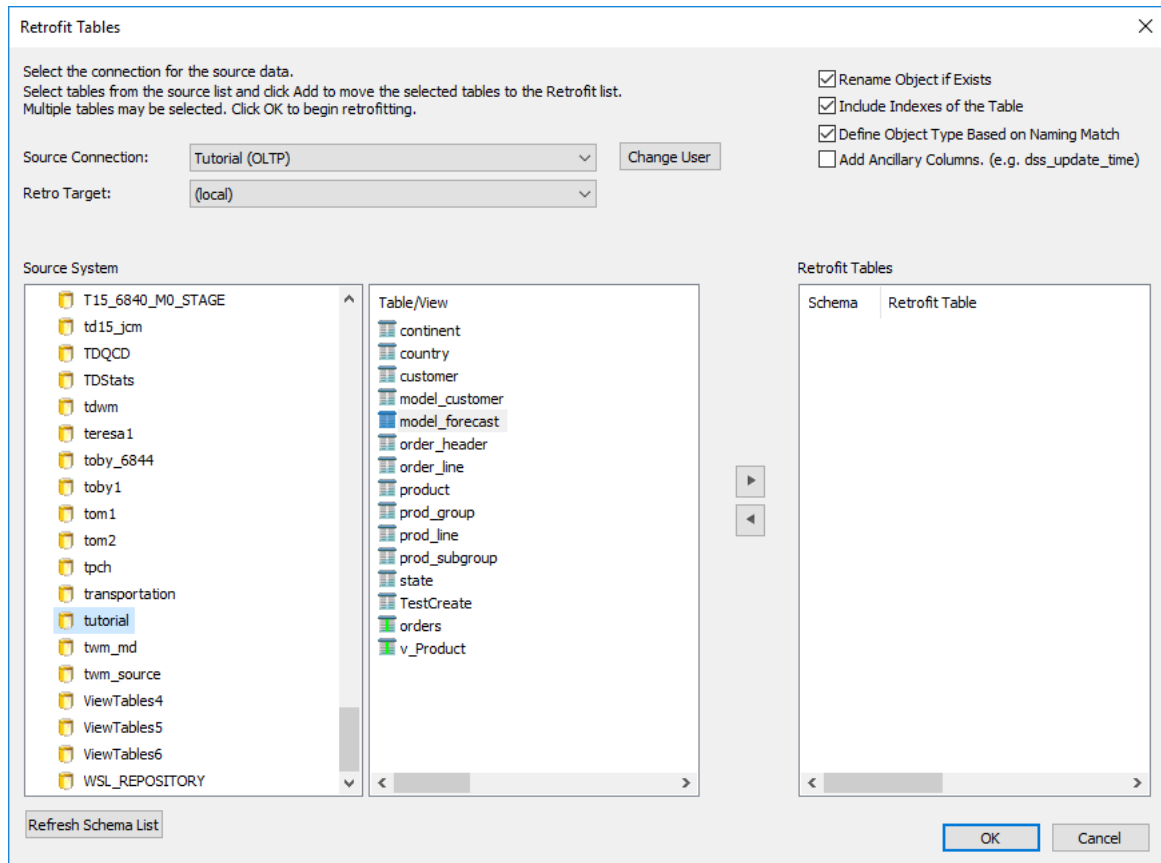 Retrofit Tables
Select the connection for the source data.
Select tables from the source list and click Add to move the selected tables to the Retrofit list.
Multiple tables may be selected. Click OK to begin retrofitting.
Rename Object if Exists
Include Indexes of the Table
Define Object Type Based on Naming Match
Add Ancillary Columns. (e.g. dss_update_time)
Source Connection:
Tutorial (OLTP)
Change User
Retro Target:
(local)
Source System
T15_6840_M0_STAGE
td15_jcm
TDQCD
TDStats
tdwm
teresa1
toby_6844
toby1
tom1
tom2
tpch
transportation
tutorial
twm_md
twm_source
ViewTables4
ViewTables5
ViewTables6
WSL_REPOSITORY
Table/View
continent
country
customer
model_customer
model_forecast
order_header
order_line
product
prod_group
prod_line
prod_subgroup
state
TestCreate
orders
v_Product
Retrofit Tables
Schema Retrofit Table
Refresh Schema List
OK
Cancel